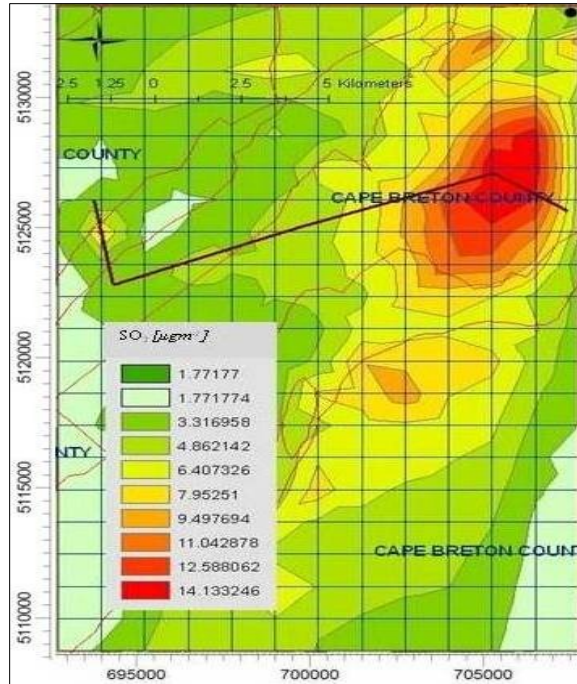 2.5 1.25 0 2.5 5 Kilometers
5130000
COUNTY
CAPE BRETON COUNTY
5125000
5120000
SO₂ [µgm⁻³]
1.77177
1.771774
3.316958
4.862142
6.407326
7.95251
9.497694
11.042878
12.588062
14.133246
NTY
5115000
CAPE BRETON COUNT
5110000
695000 700000 705000